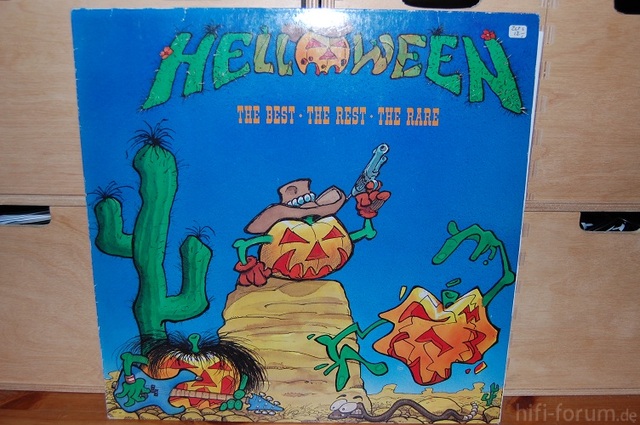 HELLOWEEN
THE BEST · THE REST · THE RARE
hifi-forum.de